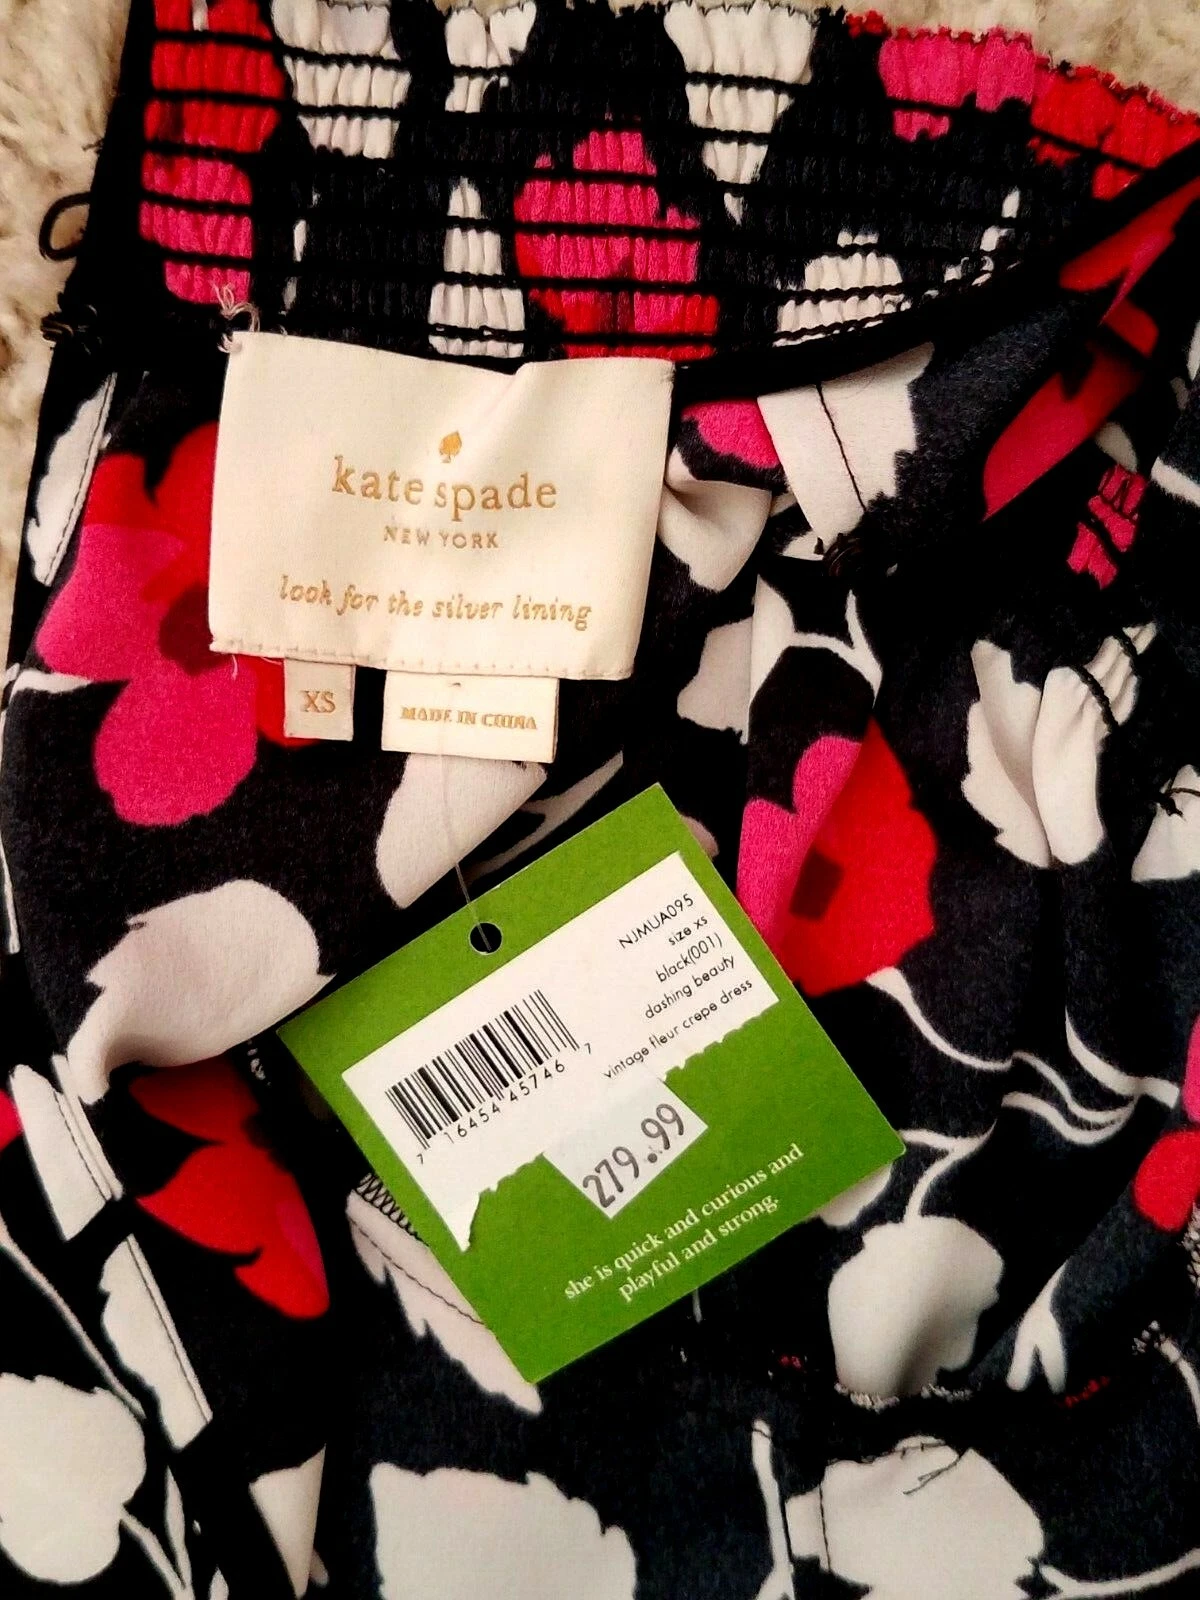 kate spade
NEW YORK
look for the silver lining
XS
MADE IN CHINA
NJMUA095
size xs
black(001)
dashing beauty
vintage fleur crepe dress
7 16454 45746 7
279.99
she is quick and curious and
playful and strong.